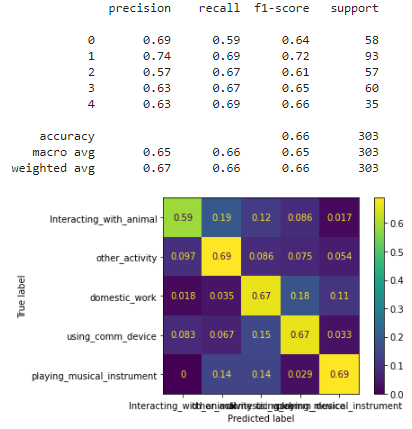 precision recall f1-score support
0 0.69 0.59 0.64 58
1 0.74 0.69 0.72 93
2 0.57 0.67 0.61 57
3 0.63 0.67 0.65 60
4 0.63 0.69 0.66 35
accuracy 0.66 303
macro avg 0.65 0.66 0.65 303
weighted avg 0.67 0.66 0.66 303
Interacting_with_animal 0.59 0.19 0.12 0.086 0.017
other_activity 0.097 0.69 0.086 0.075 0.054
domestic_work 0.018 0.035 0.67 0.18 0.11
using_comm_device 0.083 0.067 0.15 0.67 0.033
playing_musical_instrument 0 0.14 0.14 0.029 0.69
True label
0.6
0.5
0.4
0.3
0.2
0.1
0.0
Predicted label